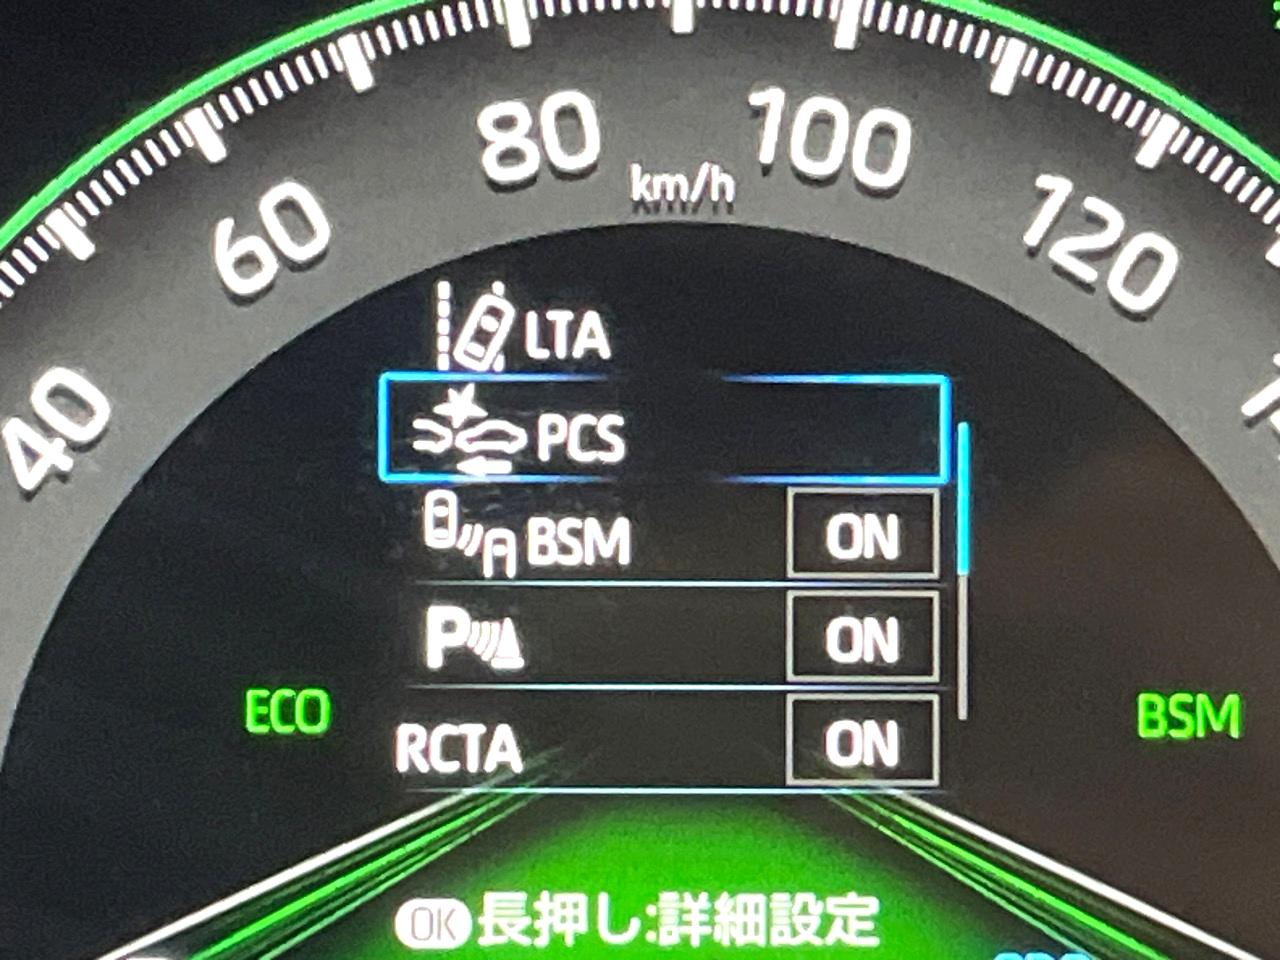 80
100
km/h
60
120
40
LTA
PCS
BSM ON
P ON
ECO
BSM
RCTA ON
OK 長押し:詳細設定